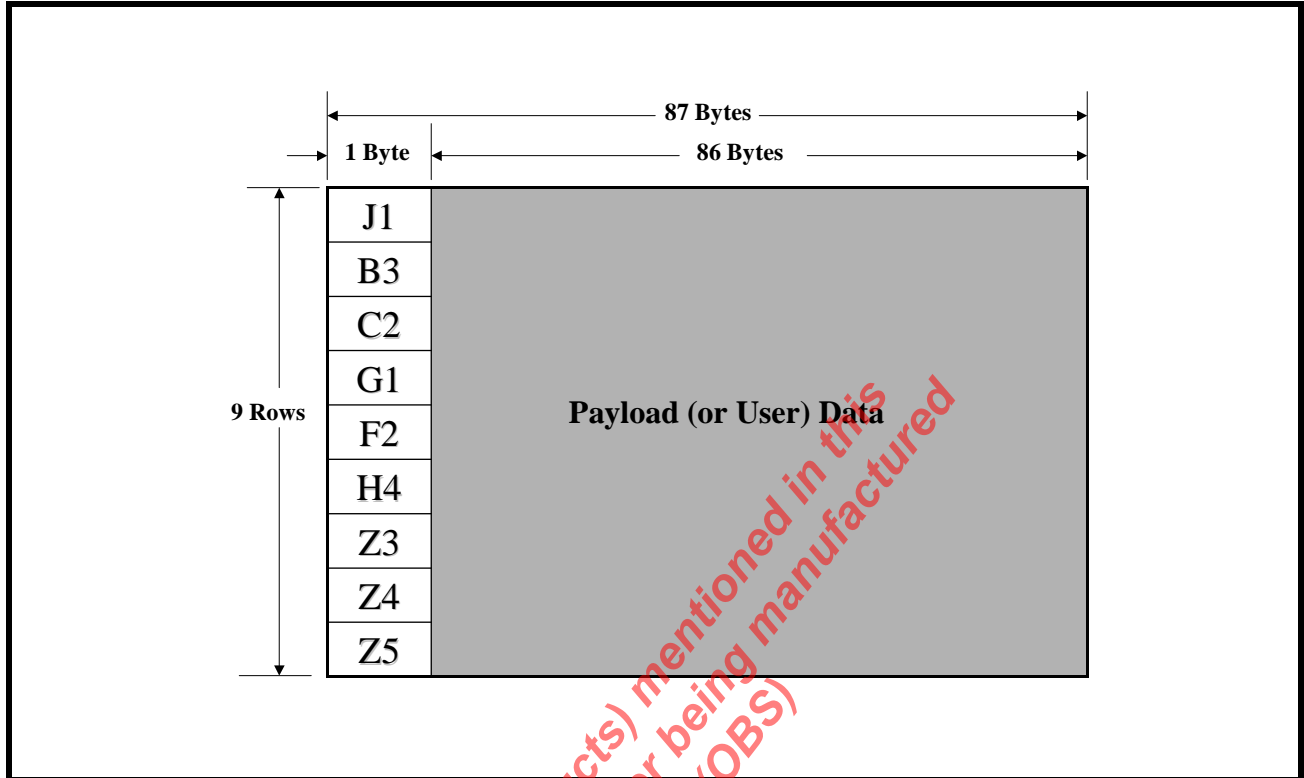 87 Bytes
1 Byte
86 Bytes
J1
B3
C2
G1
9 Rows
Payload (or User) Data
F2
H4
Z3
Z4
Z5
cts) mentioned in this
r being manufactured
(OBS)